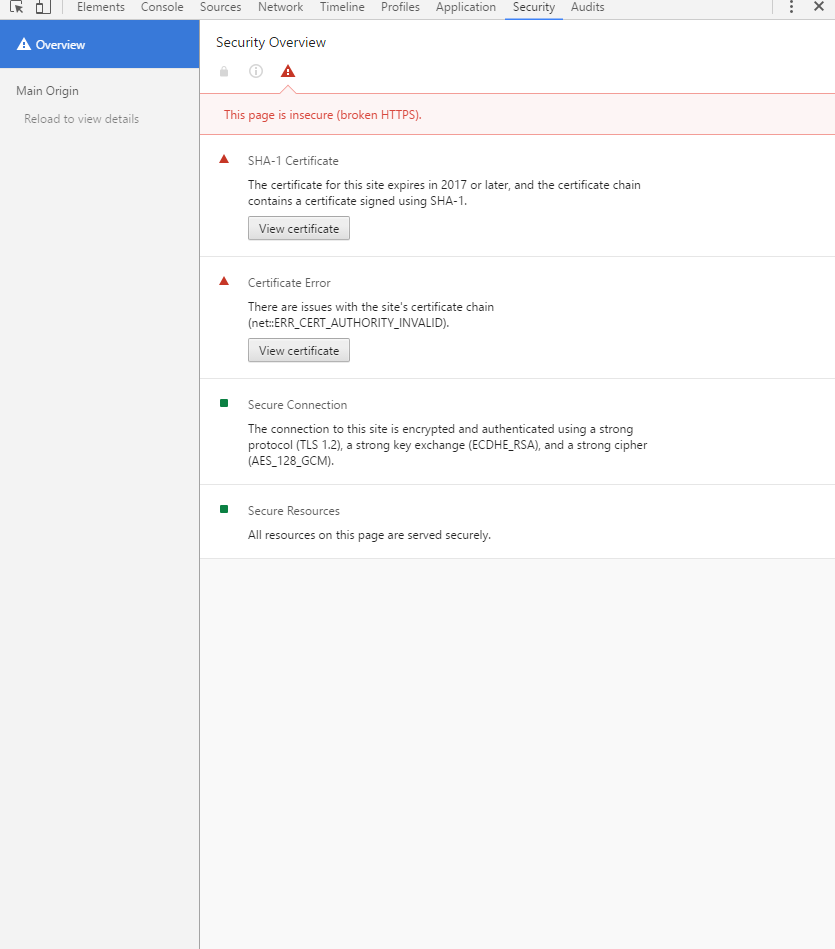 Elements Console Sources Network Timeline Profiles Application Security Audits
Overview
Main Origin
Reload to view details
Security Overview
This page is insecure (broken HTTPS).
SHA-1 Certificate
The certificate for this site expires in 2017 or later, and the certificate chain
contains a certificate signed using SHA-1.
View certificate
Certificate Error
There are issues with the site's certificate chain
(net::ERR_CERT_AUTHORITY_INVALID).
View certificate
Secure Connection
The connection to this site is encrypted and authenticated using a strong
protocol (TLS 1.2), a strong key exchange (ECDHE_RSA), and a strong cipher
(AES_128_GCM).
Secure Resources
All resources on this page are served securely.